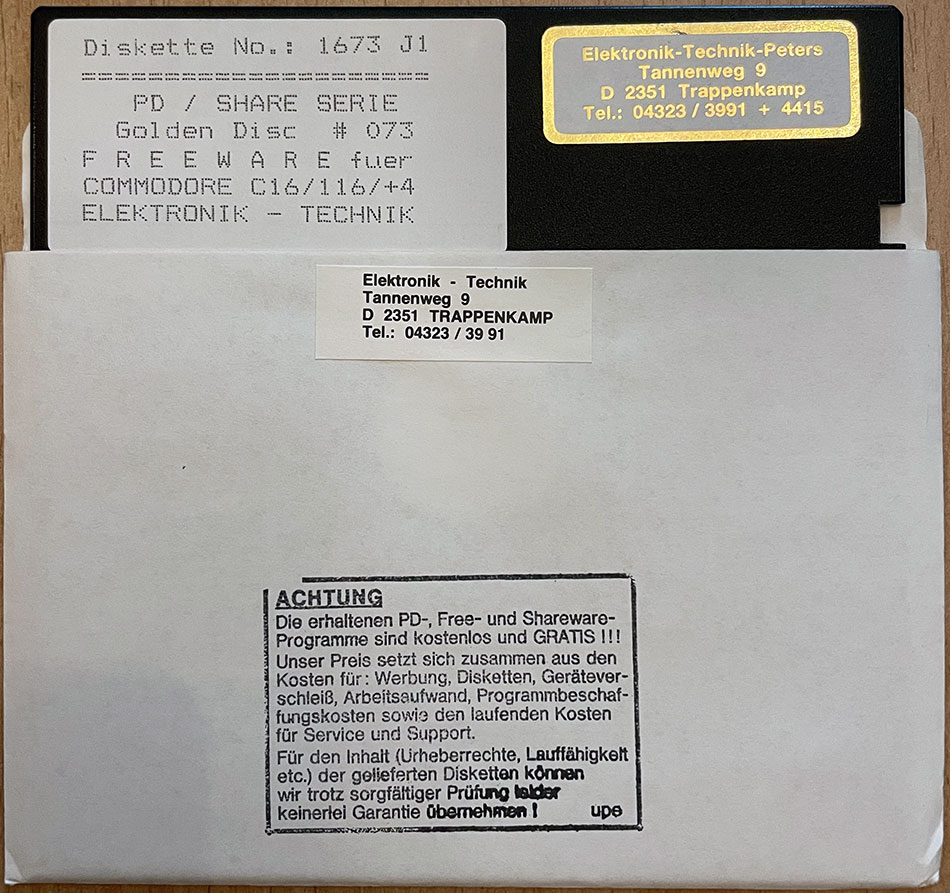 Diskette No.: 1673 J1
=====================
PD / SHARE SERIE
Golden Disc # 073
F R E E W A R E fuer
COMMODORE C16/116/+4
ELEKTRONIK - TECHNIK
Elektronik-Technik-Peters
Tannenweg 9
D 2351 Trappenkamp
Tel.: 04323 / 3991 + 4415
Elektronik - Technik
Tannenweg 9
D 2351 TRAPPENKAMP
Tel.: 04323 / 39 91
ACHTUNG
Die erhaltenen PD-, Free- und Shareware-
Programme sind kostenlos und GRATIS !!!
Unser Preis setzt sich zusammen aus den
Kosten für: Werbung, Disketten, Gerätever-
schleiß, Arbeitsaufwand, Programmbeschaf-
fungskosten sowie den laufenden Kosten
für Service und Support.
Für den Inhalt (Urheberrechte, Lauffähigkeit
etc.) der gelieferten Disketten können
wir trotz sorgfältiger Prüfung leider
keinerlei Garantie übernehmen ! upe